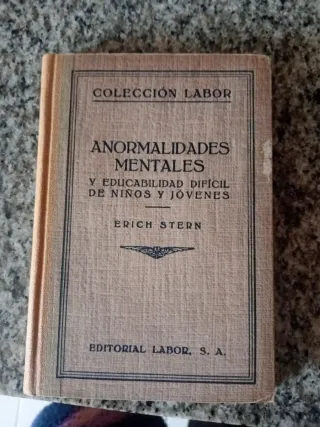 COLECCIÓN LABOR
ANORMALIDADES
MENTALES
Y EDUCABILIDAD DIFÍCIL
DE NIÑOS Y JÓVENES
ERICH STERN
EDITORIAL LABOR, S. A.